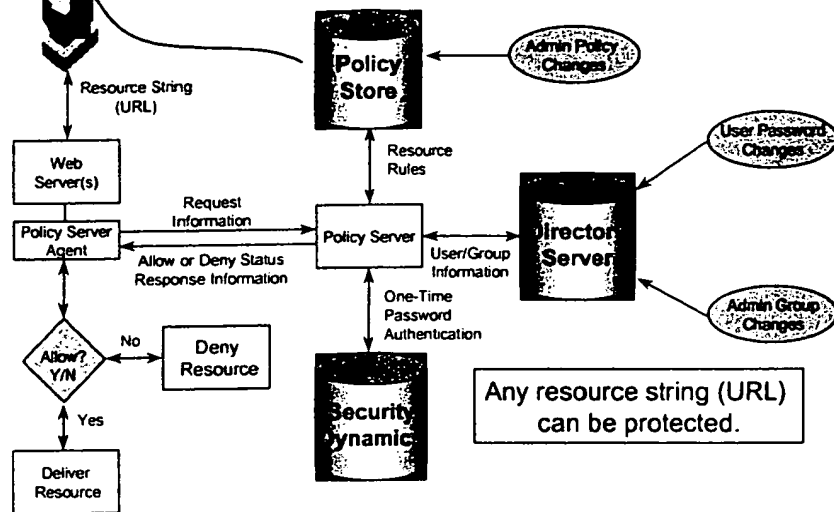 Policy
Store
Admin Policy
Changes
Resource String
(URL)
User Password
Changes
Web
Server(s)
Resource
Rules
Request
Information
Policy Server
Agent
Policy Server
Director
Server
Allow or Deny Status
Response Information
User/Group
Information
One-Time
Password
Authentication
Admin Group
Changes
Allow?
Y/N
No
Deny
Resource
Security
Dynamic
Any resource string (URL)
can be protected.
Yes
Deliver
Resource